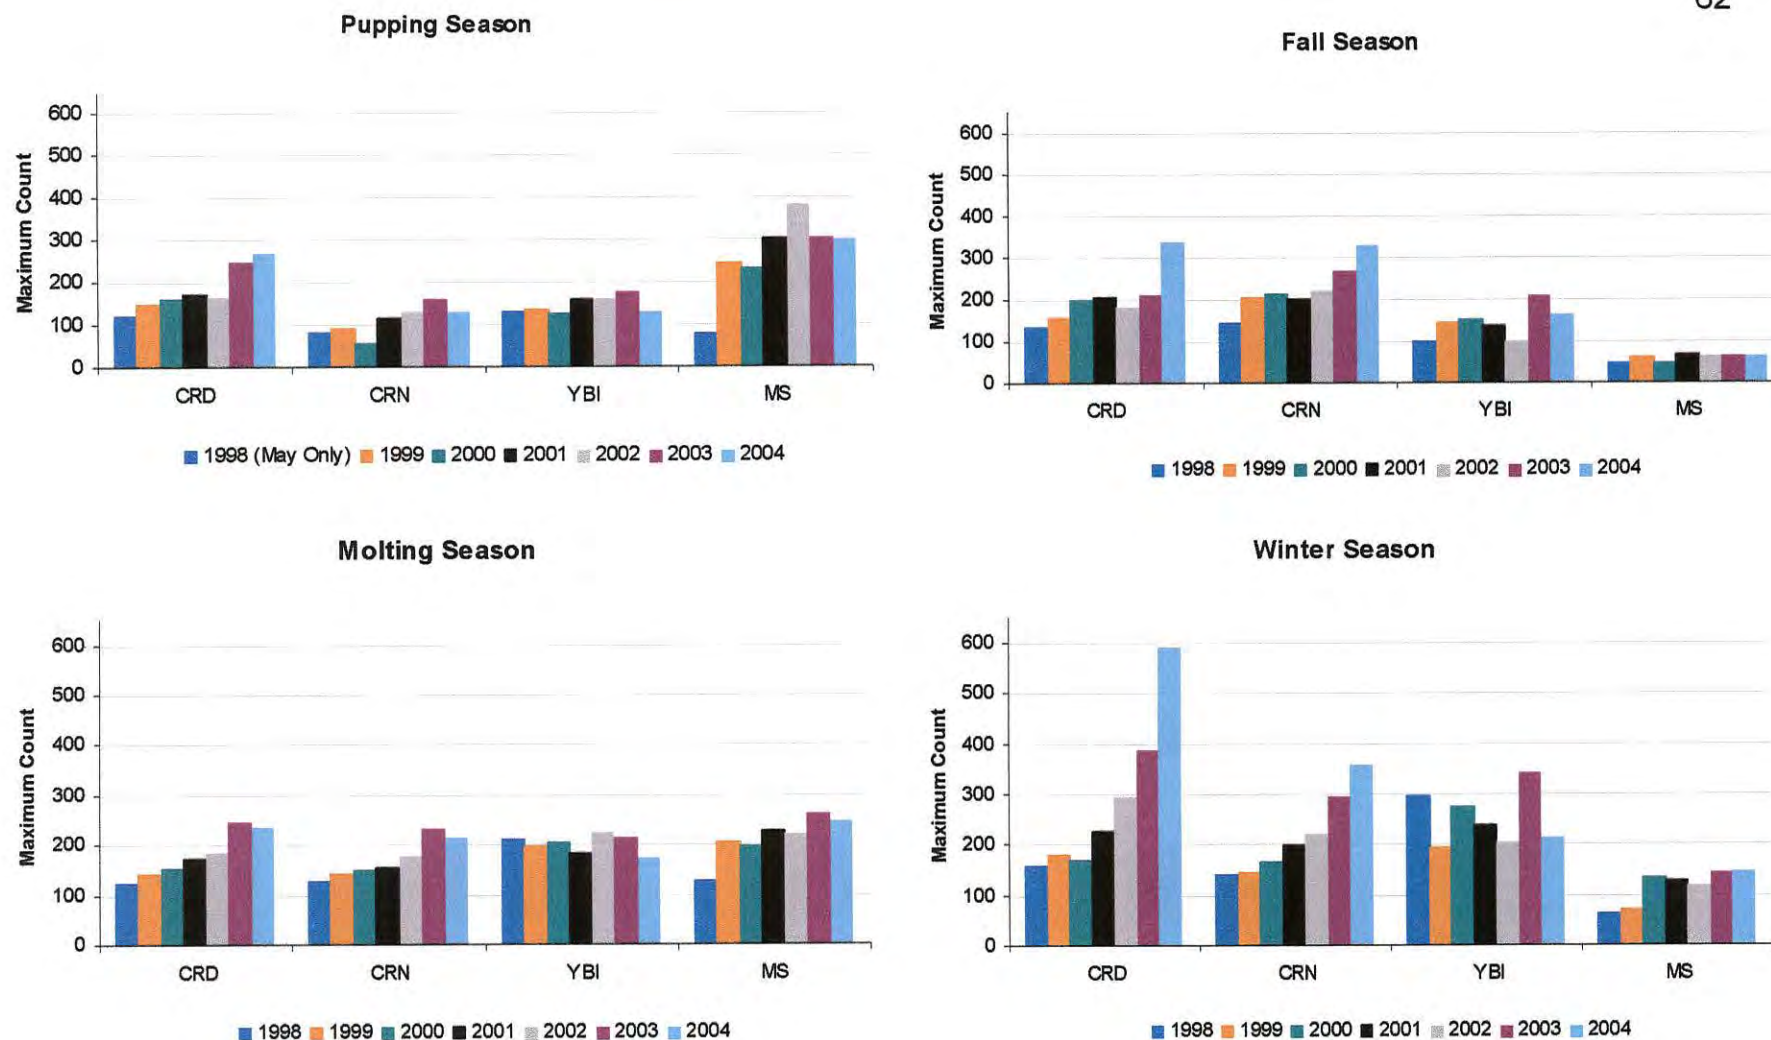 62
Pupping Season
Maximum Count
600
500
400
300
200
100
0
CRD CRN YBI MS
1998 (May Only) 1999 2000 2001 2002 2003 2004
Fall Season
Maximum Count
600
500
400
300
200
100
0
CRD CRN YBI MS
1998 1999 2000 2001 2002 2003 2004
Molting Season
Maximum Count
600
500
400
300
200
100
0
CRD CRN YBI MS
1998 1999 2000 2001 2002 2003 2004
Winter Season
Maximum Count
600
500
400
300
200
100
0
CRD CRN YBI MS
1998 1999 2000 2001 2002 2003 2004